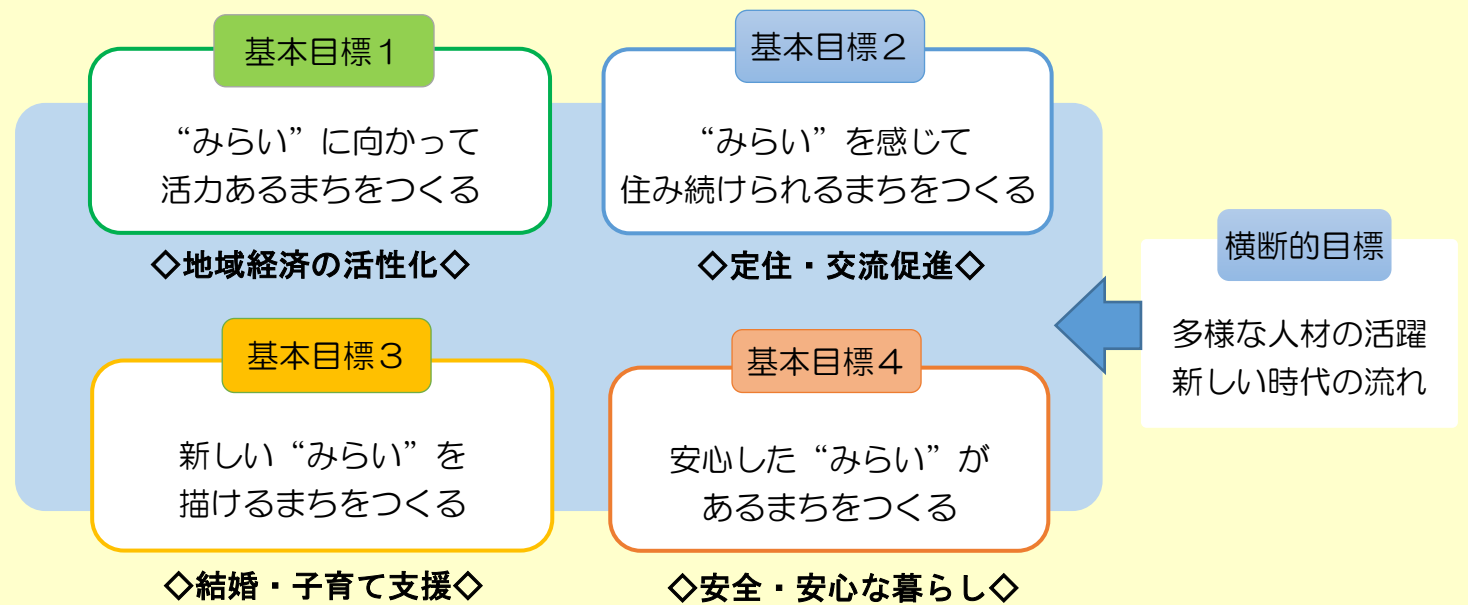 基本目標１
“みらい”に向かって
活力あるまちをつくる
◇地域経済の活性化◇
基本目標２
“みらい”を感じて
住み続けられるまちをつくる
◇定住・交流促進◇
基本目標３
新しい“みらい”を
描けるまちをつくる
◇結婚・子育て支援◇
基本目標４
安心した“みらい”が
あるまちをつくる
◇安全・安心な暮らし◇
横断的目標
多様な人材の活躍
新しい時代の流れ